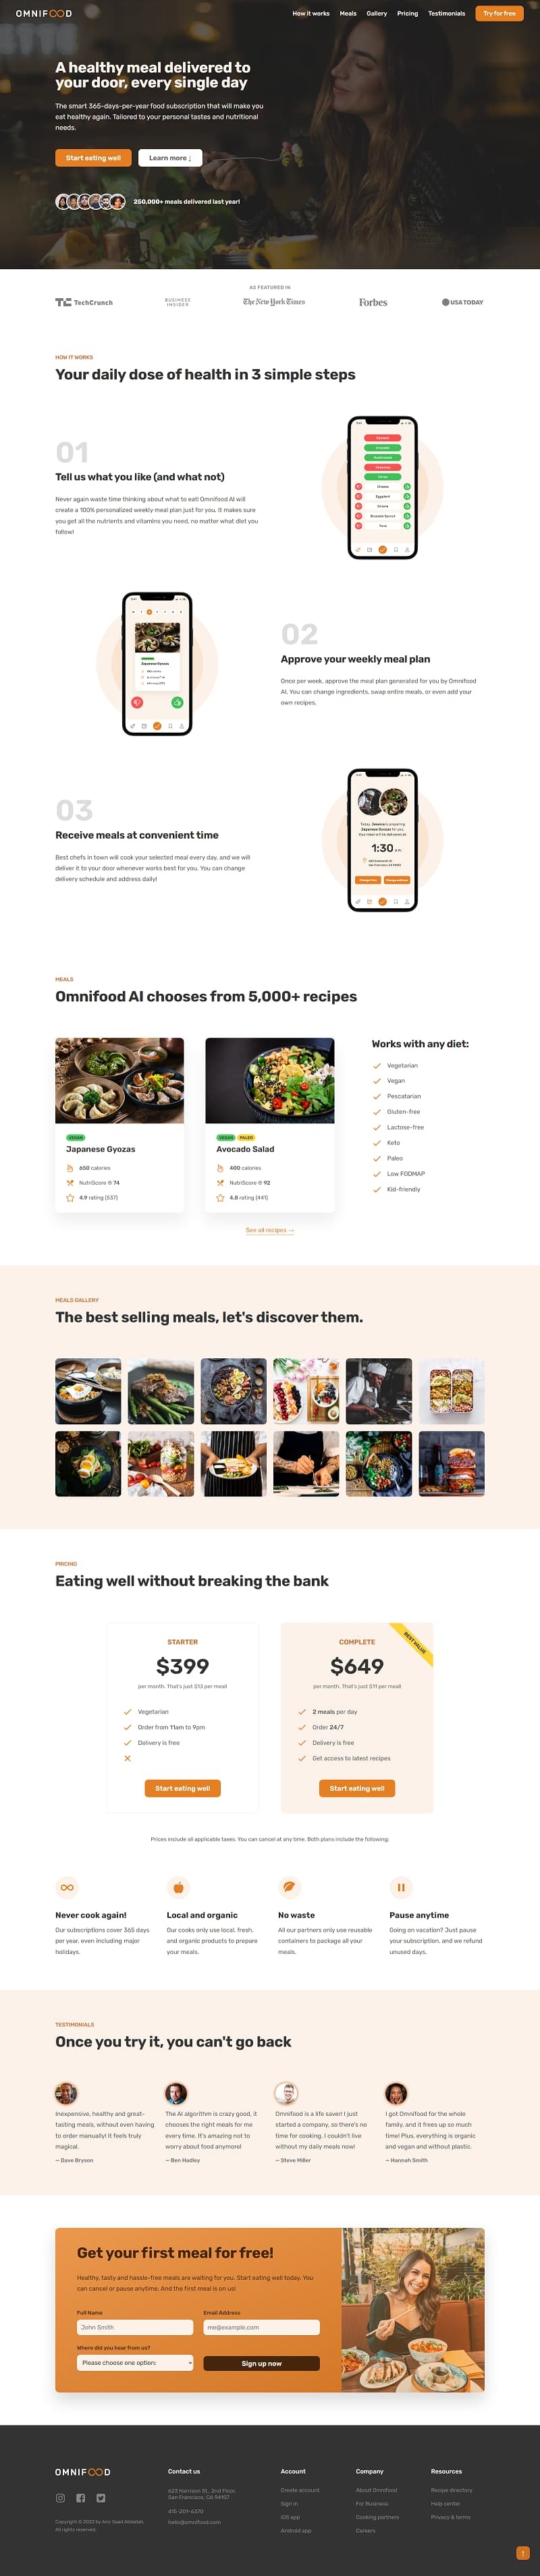 OMNIFOOD
How it works Meals Gallery Pricing Testimonials Try for free
A healthy meal delivered to
your door, every single day
The smart 365-days-per-year food subscription that will make you
eat healthy again. Tailored to your personal tastes and nutritional
needs.
Start eating well Learn more ↓
250,000+ meals delivered last year!
AS FEATURED IN
TechCrunch
BUSINESS
INSIDER
The New York Times
Forbes
USA TODAY
HOW IT WORKS
Your daily dose of health in 3 simple steps
01
Tell us what you like (and what not)
Never again waste time thinking about what to eat! Omnifood AI will
create a 100% personalized weekly meal plan just for you. It makes sure
you get all the nutrients and vitamins you need, no matter what diet you
follow!
Cheese
Eggplant
Onions
Brussels Sprout
Tuna
02
Approve your weekly meal plan
Once per week, approve the meal plan generated for you by Omnifood
AI. You can change ingredients, swap entire meals, or even add your
own recipes.
Japanese Gyozas
03
Receive meals at convenient time
Best chefs in town will cook your selected meal every day, and we will
deliver it to your door whenever works best for you. You can change
delivery schedule and address daily!
1:30
MEALS
Omnifood AI chooses from 5,000+ recipes
VEGAN
Japanese Gyozas
650 calories
NutriScore ® 74
4.9 rating (537)
VEGAN PALEO
Avocado Salad
400 calories
NutriScore ® 92
4.8 rating (441)
Works with any diet:
Vegetarian
Vegan
Pescatarian
Gluten-free
Lactose-free
Keto
Paleo
Low FODMAP
Kid-friendly
See all recipes →
MEALS GALLERY
The best selling meals, let's discover them.
PRICING
Eating well without breaking the bank
STARTER
$399
per month. That's just $13 per meal!
Vegetarian
Order from 11am to 9pm
Delivery is free
Start eating well
BEST VALUE
COMPLETE
$649
per month. That's just $11 per meal!
2 meals per day
Order 24/7
Delivery is free
Get access to latest recipes
Start eating well
Prices include all applicable taxes. You can cancel at any time. Both plans include the following:
Never cook again!
Our subscriptions cover 365 days
per year, even including major
holidays.
Local and organic
Our cooks only use local, fresh,
and organic products to prepare
your meals.
No waste
All our partners only use reusable
containers to package all your
meals.
Pause anytime
Going on vacation? Just pause
your subscription, and we refund
unused days.
TESTIMONIALS
Once you try it, you can't go back
Inexpensive, healthy and great-
tasting meals, without even having
to order manually! It feels truly
magical.
— Dave Bryson
The AI algorithm is crazy good, it
chooses the right meals for me
every time. It's amazing not to
worry about food anymore!
— Ben Hadley
Omnifood is a life saver! I just
started a company, so there's no
time for cooking. I couldn't live
without my daily meals now!
— Steve Miller
I got Omnifood for the whole
family, and it frees up so much
time! Plus, everything is organic
and vegan and without plastic.
— Hannah Smith
Get your first meal for free!
Healthy, tasty and hassle-free meals are waiting for you. Start eating well today. You
can cancel or pause anytime. And the first meal is on us!
Full Name Email Address
John Smith me@example.com
Where did you hear from us?
Please choose one option: Sign up now
OMNIFOOD
Copyright © 2022 by Amr Saad Abdallah.
All rights reserved.
Contact us
623 Harrison St., 2nd Floor,
San Francisco, CA 94107
415-201-6370
hello@omnifood.com
Account
Create account
Sign in
iOS app
Android app
Company
About Omnifood
For Business
Cooking partners
Careers
Resources
Recipe directory
Help center
Privacy & terms